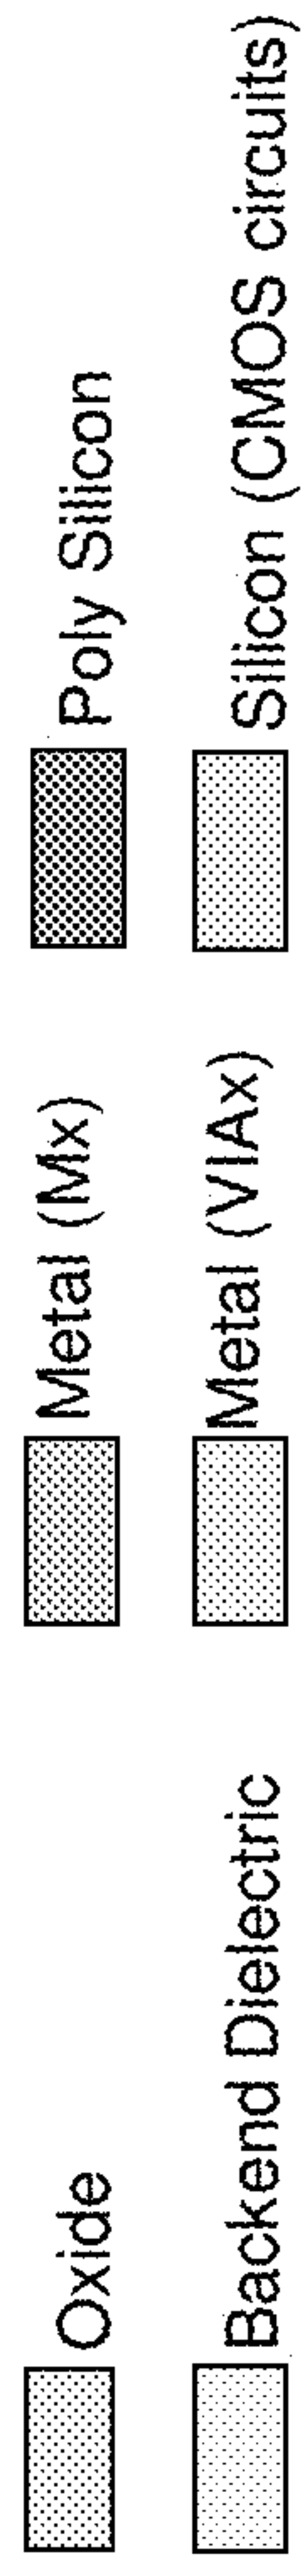 Oxide
Metal (Mx)
Poly Silicon
Backend Dielectric
Metal (VIAx)
Silicon (CMOS circuits)